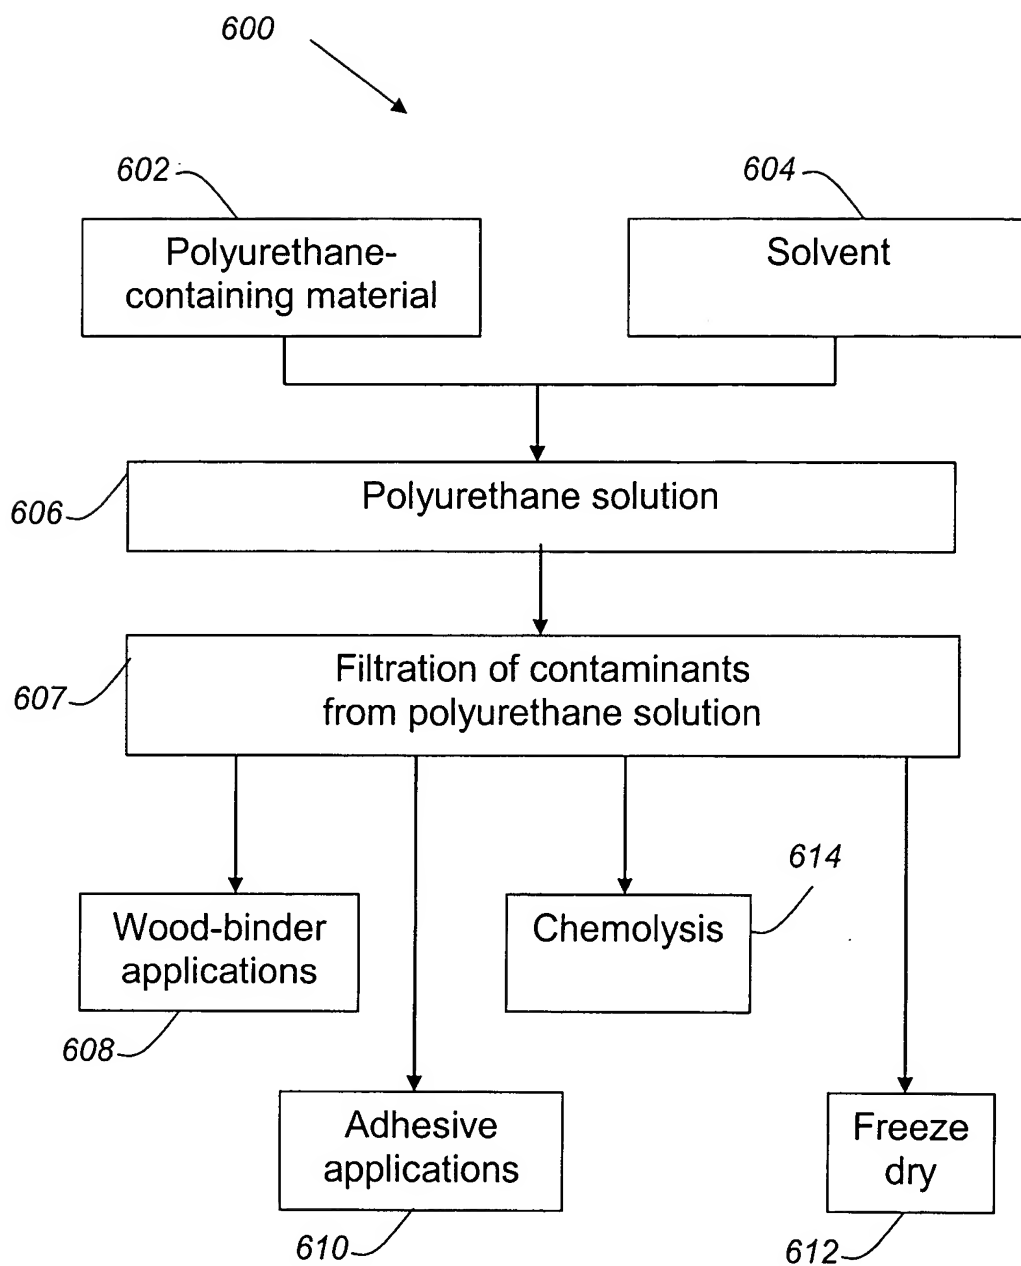 600
602
604
Polyurethane-
containing material
Solvent
606
Polyurethane solution
607
Filtration of contaminants
from polyurethane solution
614
Wood-binder
applications
Chemolysis
608
Adhesive
applications
Freeze
dry
610
612